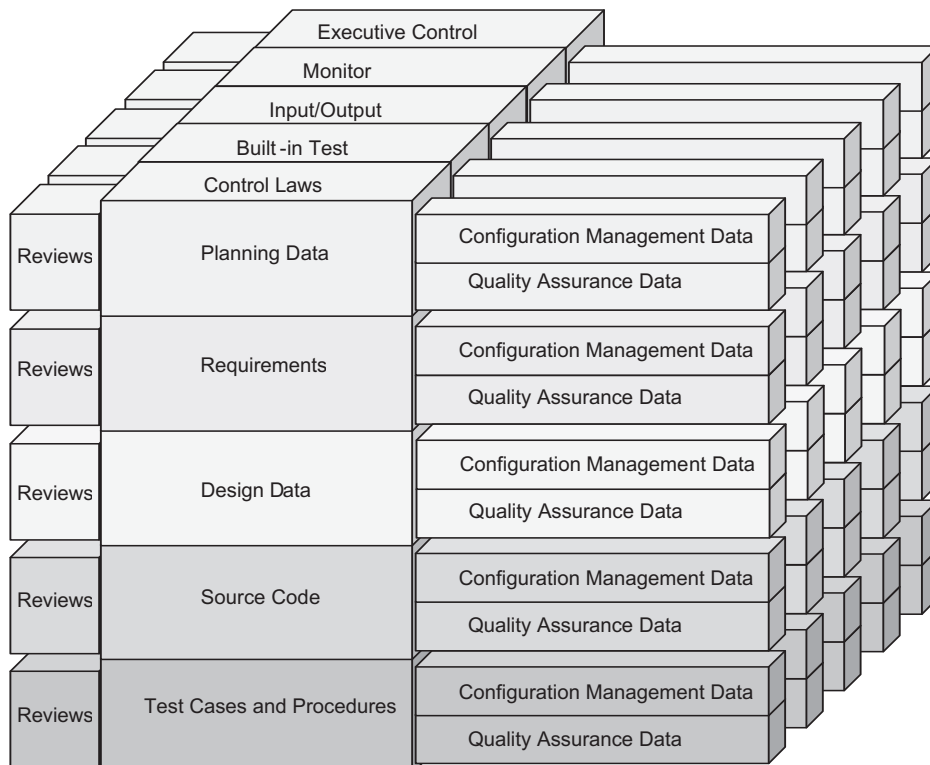 Executive Control
Monitor
Input/Output
Built-in Test
Control Laws
Reviews
Planning Data
Configuration Management Data
Quality Assurance Data
Reviews
Requirements
Configuration Management Data
Quality Assurance Data
Reviews
Design Data
Configuration Management Data
Quality Assurance Data
Reviews
Source Code
Configuration Management Data
Quality Assurance Data
Reviews
Test Cases and Procedures
Configuration Management Data
Quality Assurance Data